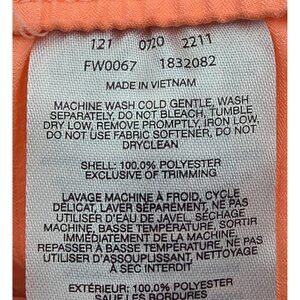 121 0720 2211
FW0067 1832082
MADE IN VIETNAM
MACHINE WASH COLD GENTLE, WASH
SEPARATELY, DO NOT BLEACH, TUMBLE
DRY LOW, REMOVE PROMPTLY, IRON LOW,
DO NOT USE FABRIC SOFTENER, DO NOT
DRYCLEAN
SHELL: 100.0% POLYESTER
EXCLUSIVE OF TRIMMING
LAVAGE MACHINE À FROID, CYCLE
DÉLICAT, LAVER SÉPARÉMENT, NE PAS
UTILISER D'EAU DE JAVEL, SÉCHAGE
MACHINE, BASSE TEMPÉRATURE, SORTIR
IMMÉDIATEMENT DE LA MACHINE,
REPASSER À BASSE TEMPÉRATURE, NE PAS
UTILISER D'ASSOUPLISSANT, NETTOYAGE
À SEC INTERDIT
EXTÉRIEUR: 100.0% POLYESTER
SAUF LES BORDURES